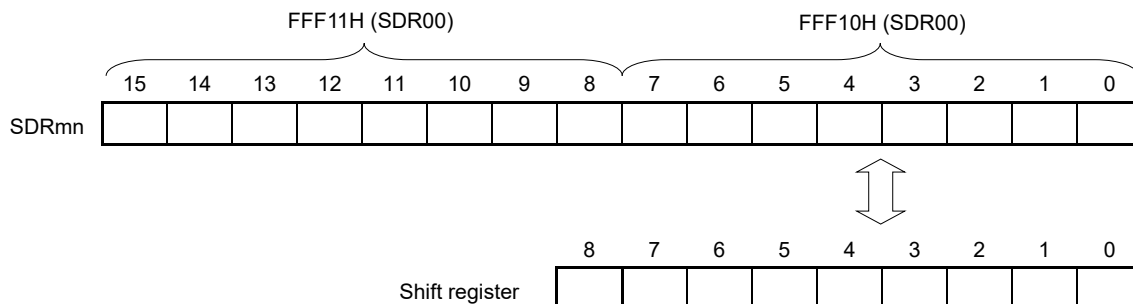 FFF11H (SDR00) FFF10H (SDR00)
15 14 13 12 11 10 9 8 7 6 5 4 3 2 1 0
SDRmn
8 7 6 5 4 3 2 1 0
Shift register